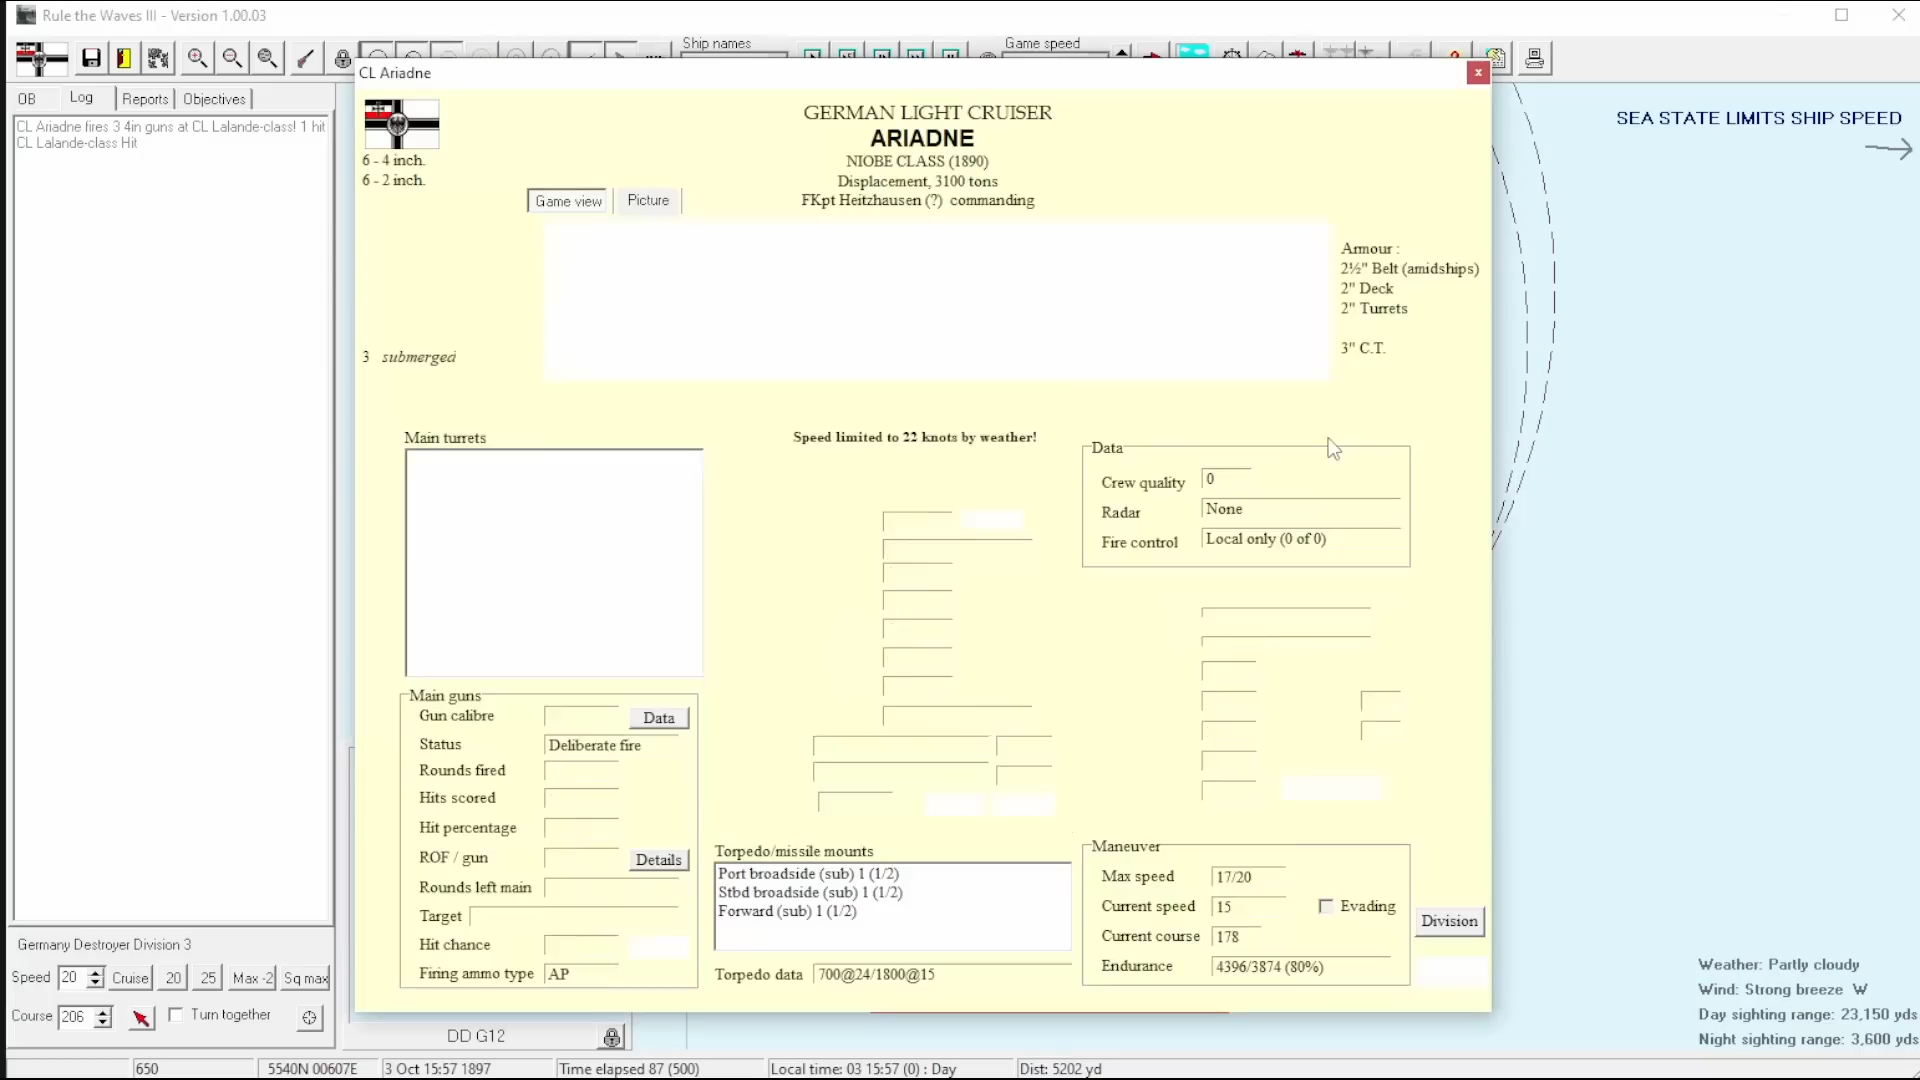 Rule the Waves III - Version 1.00.03
Ship names
Game speed
CL Ariadne
OB
Log
Reports
Objectives
CL Ariadne fires 3 4in guns at CL Lalande-class! 1 hit
CL Lalande-class Hit
GERMAN LIGHT CRUISER
ARIADNE
NIOBE CLASS (1890)
Displacement, 3100 tons
FKpt Heitzhausen (?) commanding
6 - 4 inch.
6 - 2 inch.
Game view
Picture
SEA STATE LIMITS SHIP SPEED
Armour :
2½" Belt (amidships)
2" Deck
2" Turrets
3" C.T.
3 submerged
Main turrets
Speed limited to 22 knots by weather!
Data
Crew quality 0
Radar None
Fire control Local only (0 of 0)
Main guns
Gun calibre
Data
Status Deliberate fire
Rounds fired
Hits scored
Hit percentage
ROF / gun
Details
Rounds left main
Target
Hit chance
Firing ammo type AP
Torpedo/missile mounts
Port broadside (sub) 1 (1/2)
Stbd broadside (sub) 1 (1/2)
Forward (sub) 1 (1/2)
Torpedo data 700@24/1800@15
Maneuver
Max speed 17/20
Current speed 15
Evading
Current course 178
Endurance 4396/3874 (80%)
Division
Germany Destroyer Division 3
Speed 20 Cruise 20 25 Max -2 Sq max
Course 206 Turn together
DD G12
Weather: Partly cloudy
Wind: Strong breeze W
Day sighting range: 23,150 yds
Night sighting range: 3,600 yds
650
5540N 00607E
3 Oct 15:57 1897
Time elapsed 87 (500)
Local time: 03 15:57 (0) : Day
Dist: 5202 yd